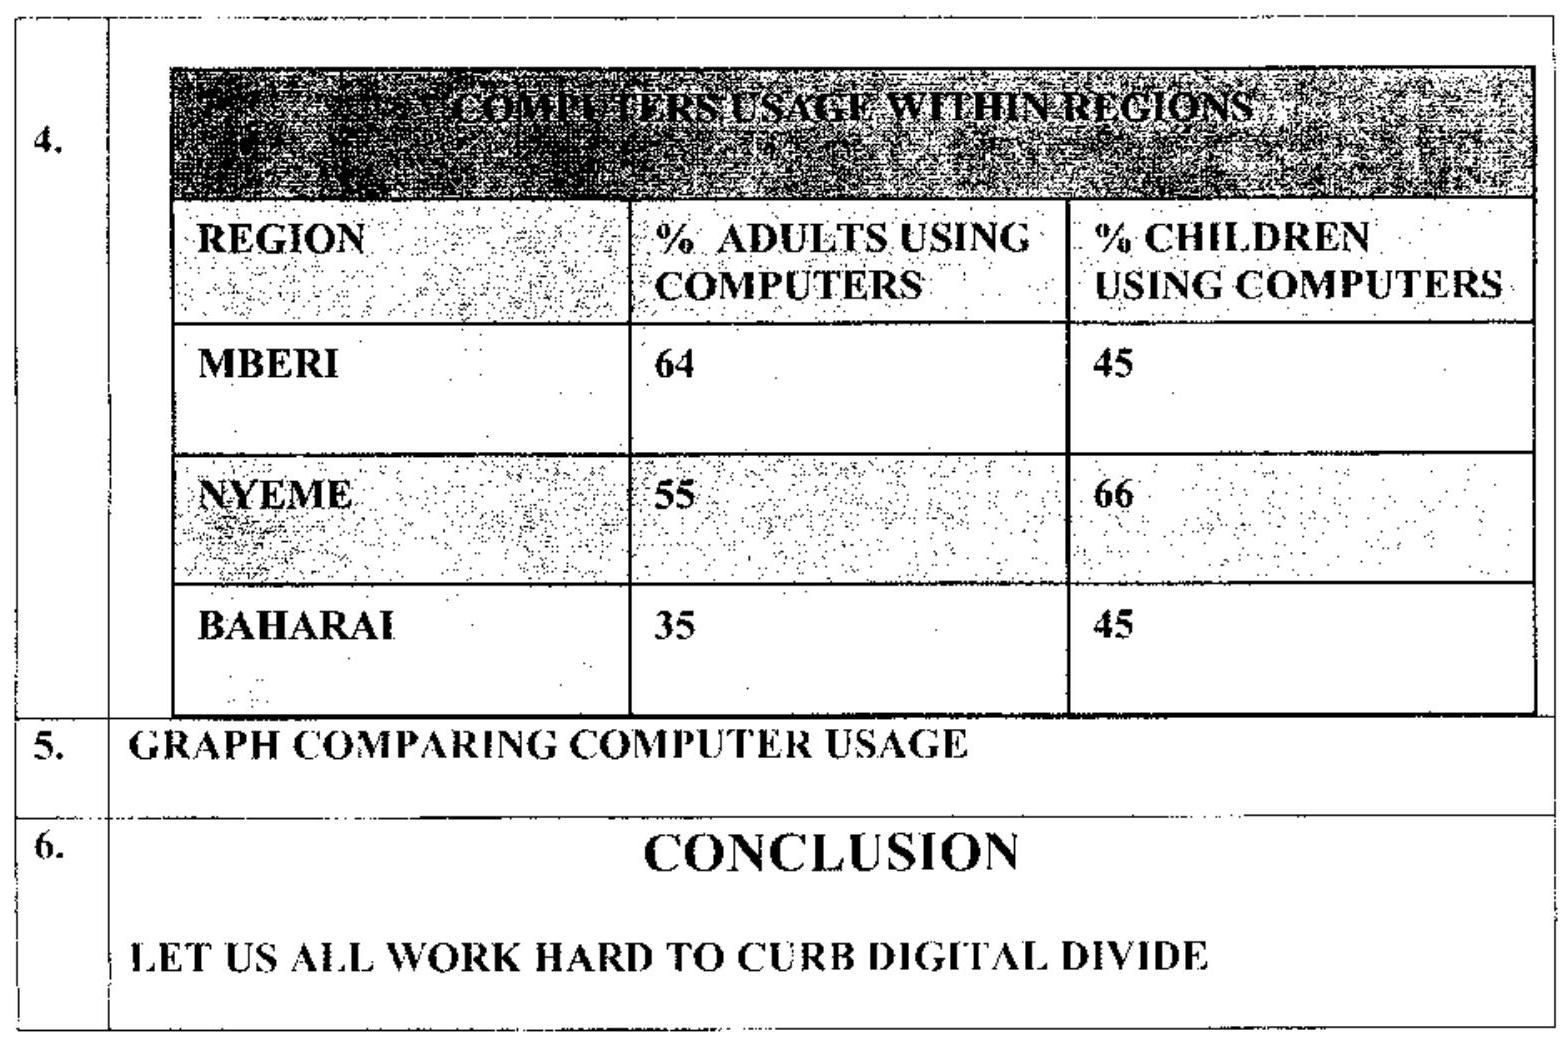 4.
COMPUTERS USAGE WITHIN REGIONS
REGION
% ADULTS USING
COMPUTERS
% CHILDREN
USING COMPUTERS
MBERI
64
45
NYEME
55
66
BAHARAI
35
45
5.
GRAPH COMPARING COMPUTER USAGE
6.
CONCLUSION
LET US ALL WORK HARD TO CURB DIGITAL DIVIDE